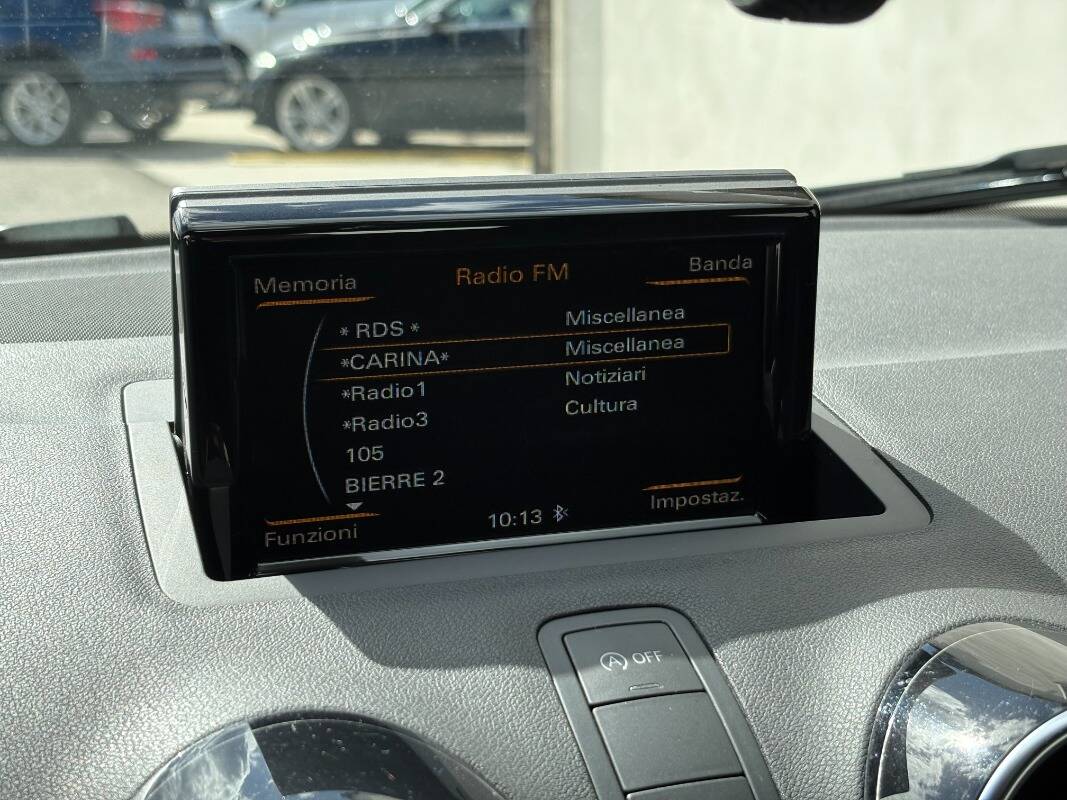 Memoria Radio FM Banda
* RDS * Miscellanea
*CARINA* Miscellanea
*Radio1 Notiziari
*Radio3 Cultura
105
BIERRE 2
Funzioni 10:13 Impostaz.
A OFF